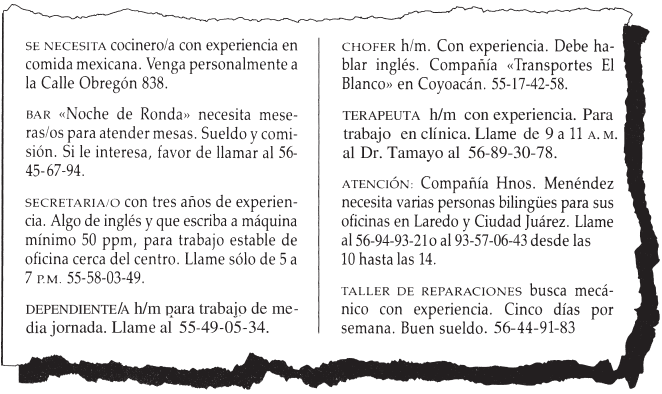 SE NECESITA cocinero/a con experiencia en
comida mexicana. Venga personalmente a
la Calle Obregón 838.
BAR «Noche de Ronda» necesita mese-
ras/os para atender mesas. Sueldo y comi-
sión. Si le interesa, favor de llamar al 56-
45-67-94.
SECRETARIA/O con tres años de experien-
cia. Algo de inglés y que escriba a máquina
mínimo 50 ppm, para trabajo estable de
oficina cerca del centro. Llame sólo de 5 a
7 P.M. 55-58-03-49.
DEPENDIENTE/A h/m para trabajo de me-
dia jornada. Llame al 55-49-05-34.
CHOFER h/m. Con experiencia. Debe ha-
blar inglés. Compañía «Transportes El
Blanco» en Coyoacán. 55-17-42-58.
TERAPEUTA h/m con experiencia. Para
trabajo en clínica. Llame de 9 a 11 A.M.
al Dr. Tamayo al 56-89-30-78.
ATENCIÓN: Compañía Hnos. Menéndez
necesita varias personas bilingües para sus
oficinas en Laredo y Ciudad Juárez. Llame
al 56-94-93-21o al 93-57-06-43 desde las
10 hasta las 14.
TALLER DE REPARACIONES busca mecá-
nico con experiencia. Cinco días por
semana. Buen sueldo. 56-44-91-83